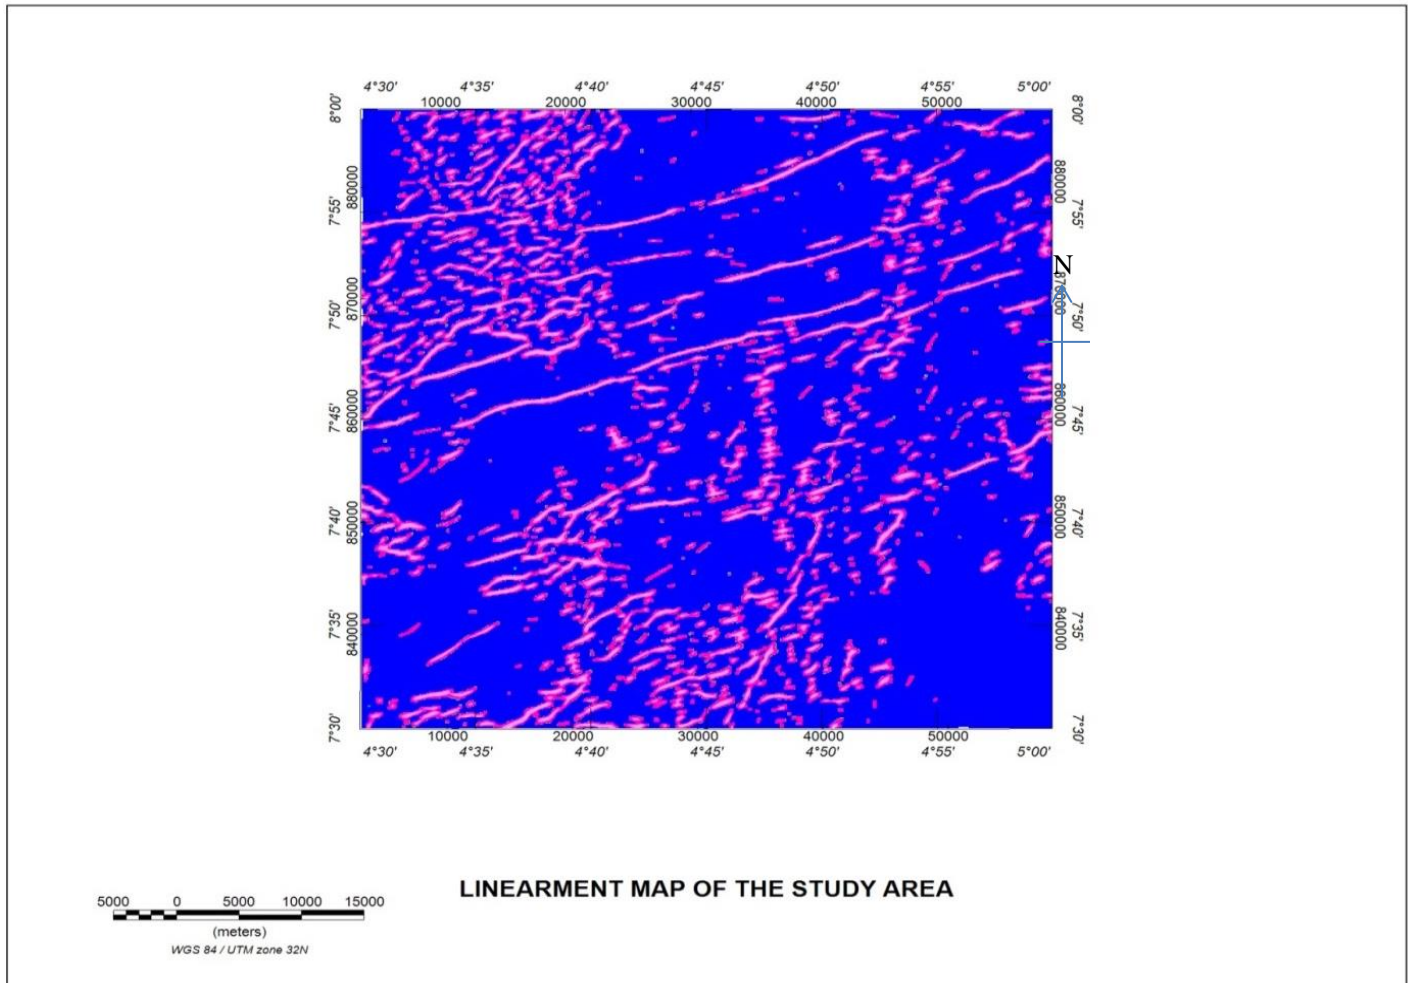 4°30' 4°35' 4°40' 4°45' 4°50' 4°55' 5°00'
10000 20000 30000 40000 50000
8°00' 8°00'
880000 880000
7°55' 7°55'
N
870000 870000
7°50' 7°50'
860000 860000
7°45' 7°45'
850000 850000
7°40' 7°40'
840000 840000
7°35' 7°35'
7°30' 7°30'
10000 20000 30000 40000 50000
4°30' 4°35' 4°40' 4°45' 4°50' 4°55' 5°00'
LINEARMENT MAP OF THE STUDY AREA
5000 0 5000 10000 15000
(meters)
WGS 84 / UTM zone 32N